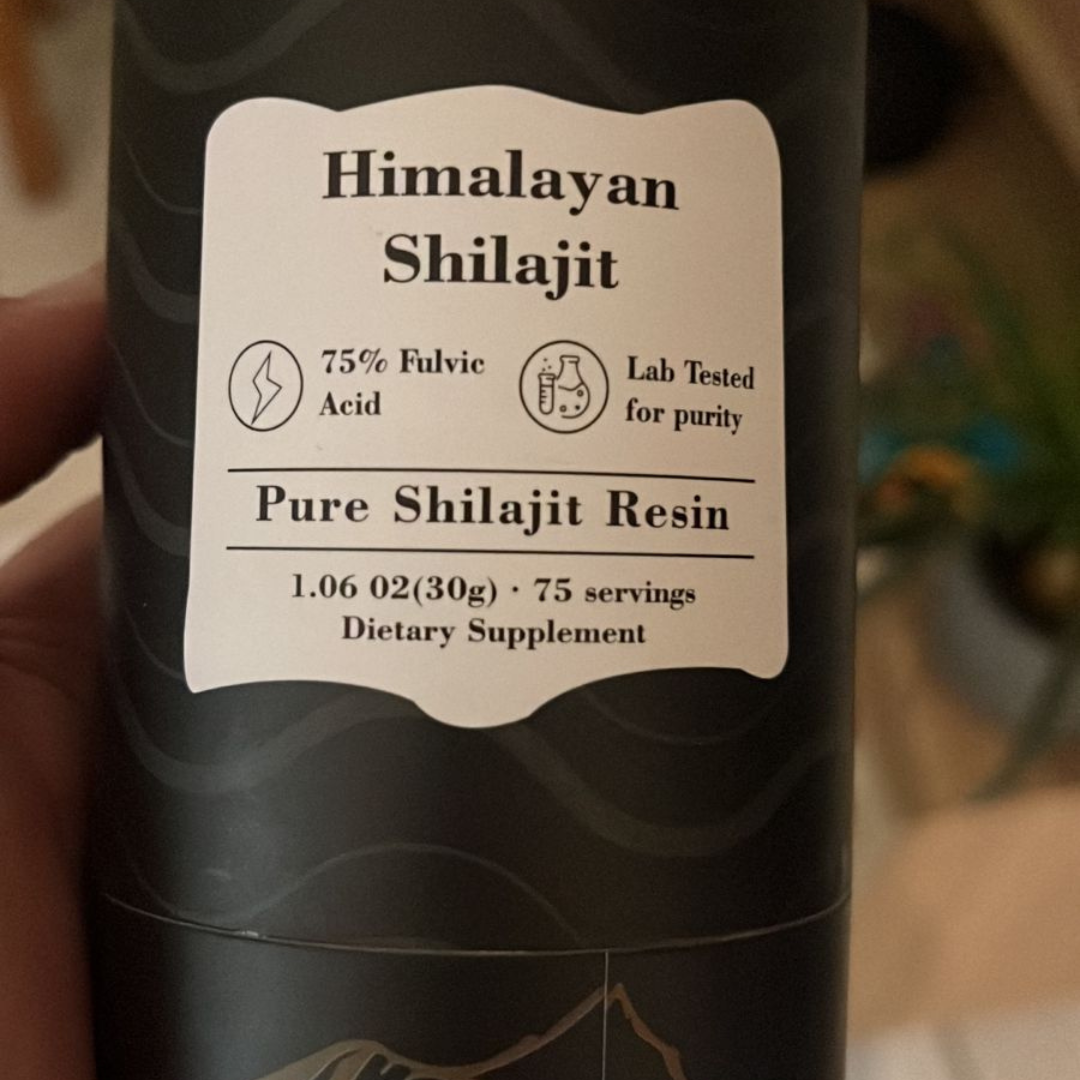 Himalayan
Shilajit
75% Fulvic
Acid
Lab Tested
for purity
Pure Shilajit Resin
1.06 02(30g) · 75 servings
Dietary Supplement